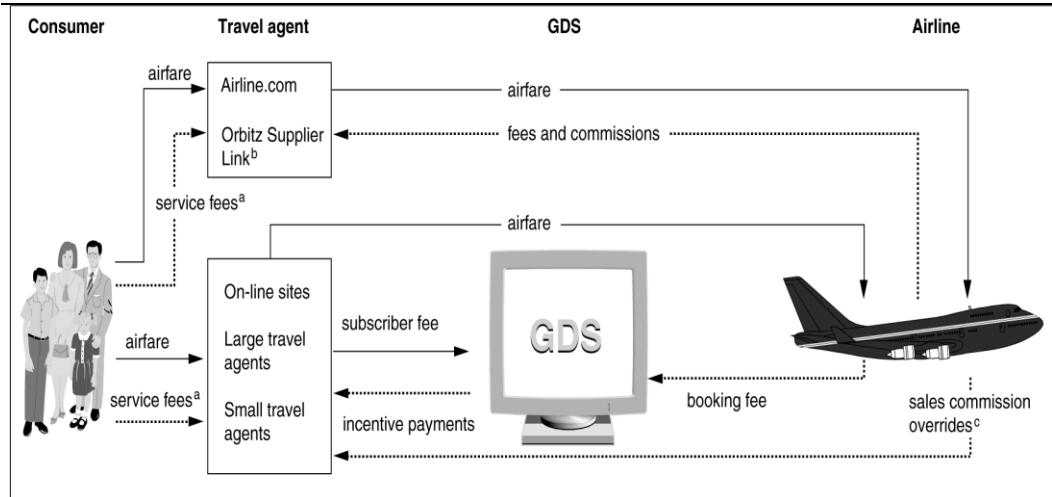 Consumer
Travel agent
GDS
Airline
airfare
Airline.com
airfare
Orbitz Supplier
Link^b
fees and commissions
service fees^a
airfare
On-line sites
Large travel
agents
Small travel
agents
airfare
service fees^a
subscriber fee
incentive payments
GDS
booking fee
sales commission
overrides^c